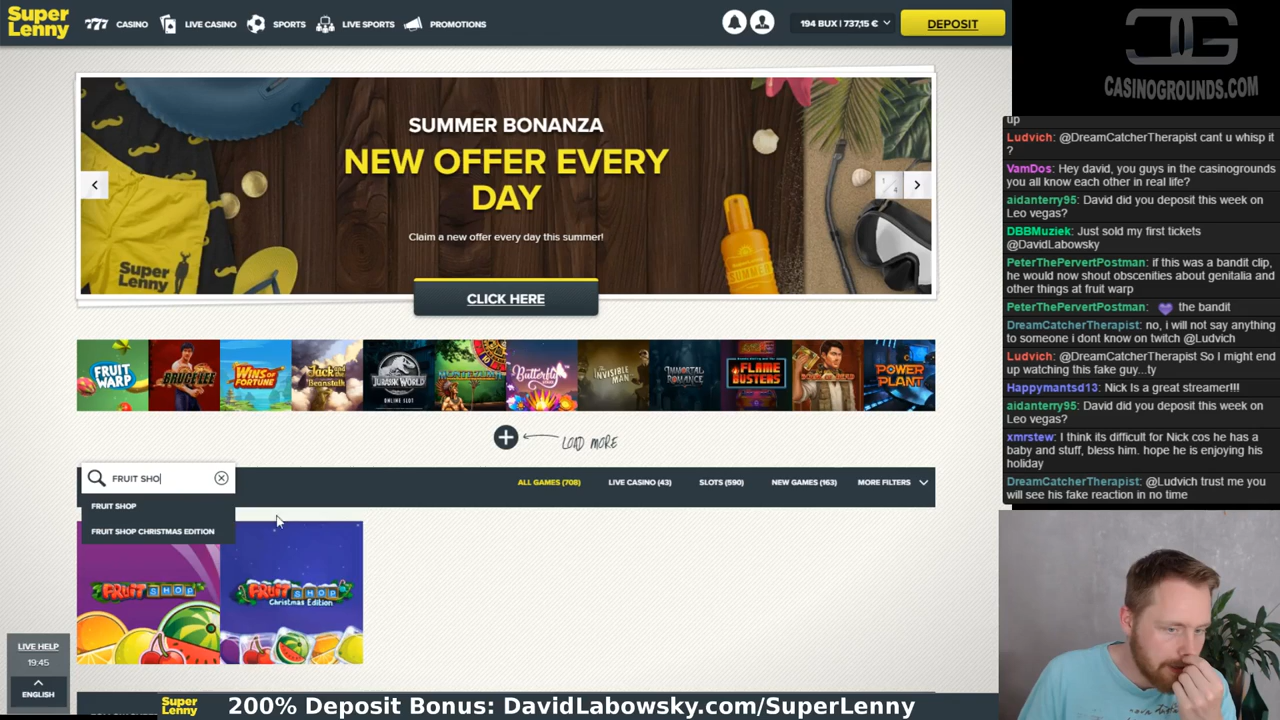 Super Lenny
CASINO
LIVE CASINO
SPORTS
LIVE SPORTS
PROMOTIONS
194 BUX | 737,15 €
DEPOSIT
CG
CASINOGROUNDS.COM
SUMMER BONANZA
NEW OFFER EVERY
DAY
Claim a new offer every day this summer!
Super
Lenny
SUMMER
CLICK HERE
FRUIT WARP
BRUCE LEE
WINS OF FORTUNE
Jack and the Beanstalk
JURASSIC WORLD
ONLINE SLOT
Butterfly
INVISIBLE MAN
IMMORTAL ROMANCE
FLAME BUSTERS
POWER PLANT
LOAD MORE
FRUIT SHO
ALL GAMES (708)
LIVE CASINO (43)
SLOTS (590)
NEW GAMES (163)
MORE FILTERS
FRUIT SHOP
FRUIT SHOP CHRISTMAS EDITION
FRUIT SHOP
FRUIT SHOP
Christmas Edition
LIVE HELP
19:45
ENGLISH
up
Ludvich: @DreamCatcherTherapist cant u whisp it
?
VamDos: Hey david, you guys in the casinogrounds
you all know each other in real life?
aidanterry95: David did you deposit this week on
Leo vegas?
DBBMuziek: Just sold my first tickets
@DavidLabowsky
PeterThePervertPostman: if this was a bandit clip,
he would now shout obscenities about genitalia and
other things at fruit warp
PeterThePervertPostman: the bandit
DreamCatcherTherapist: no, i will not say anything
to someone i dont know on twitch @Ludvich
Ludvich: @DreamCatcherTherapist So I might end
up watching this fake guy...ty
Happymantsd13: Nick Is a great streamer!!!
aidanterry95: David did you deposit this week on
Leo vegas?
xmrstew: I think its difficult for Nick cos he has a
baby and stuff, bless him. hope he is enjoying his
holiday
DreamCatcherTherapist: @Ludvich trust me you
will see his fake reaction in no time
Super Lenny
200% Deposit Bonus: DavidLabowsky.com/SuperLenny